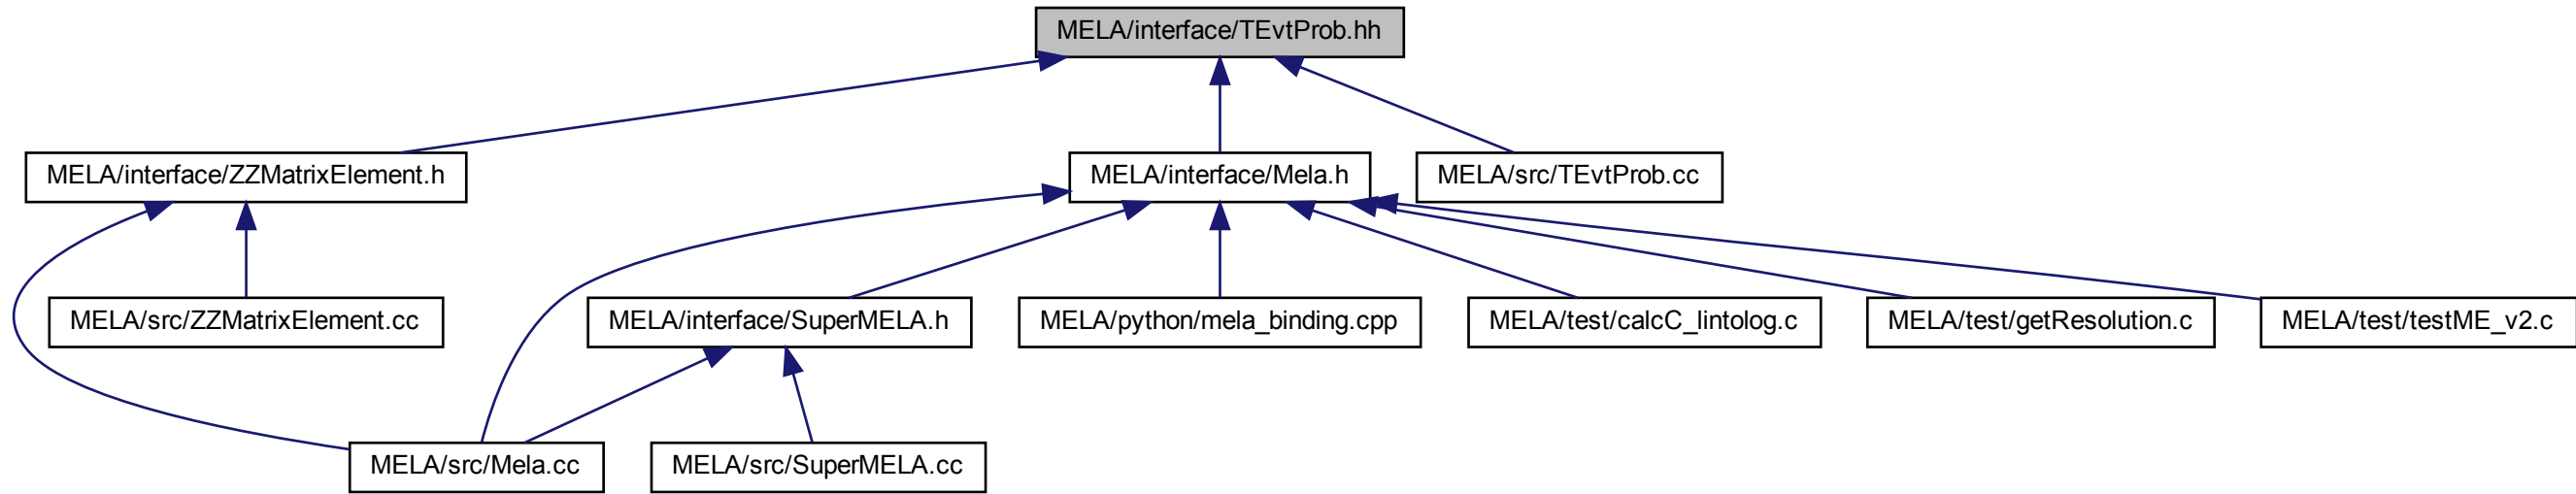 MELA/interface/TEvtProb.hh
MELA/interface/ZZMatrixElement.h
MELA/interface/Mela.h
MELA/src/TEvtProb.cc
MELA/src/ZZMatrixElement.cc
MELA/interface/SuperMELA.h
MELA/python/mela_binding.cpp
MELA/test/calcC_lintolog.c
MELA/test/getResolution.c
MELA/test/testME_v2.c
MELA/src/Mela.cc
MELA/src/SuperMELA.cc